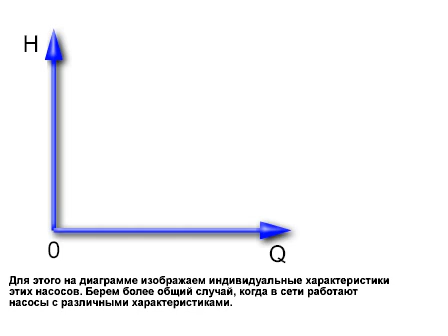 H
0
Q
Для этого на диаграмме изображаем индивидуальные характеристики
этих насосов. Берем более общий случай, когда в сети работают
насосы с различными характеристиками.